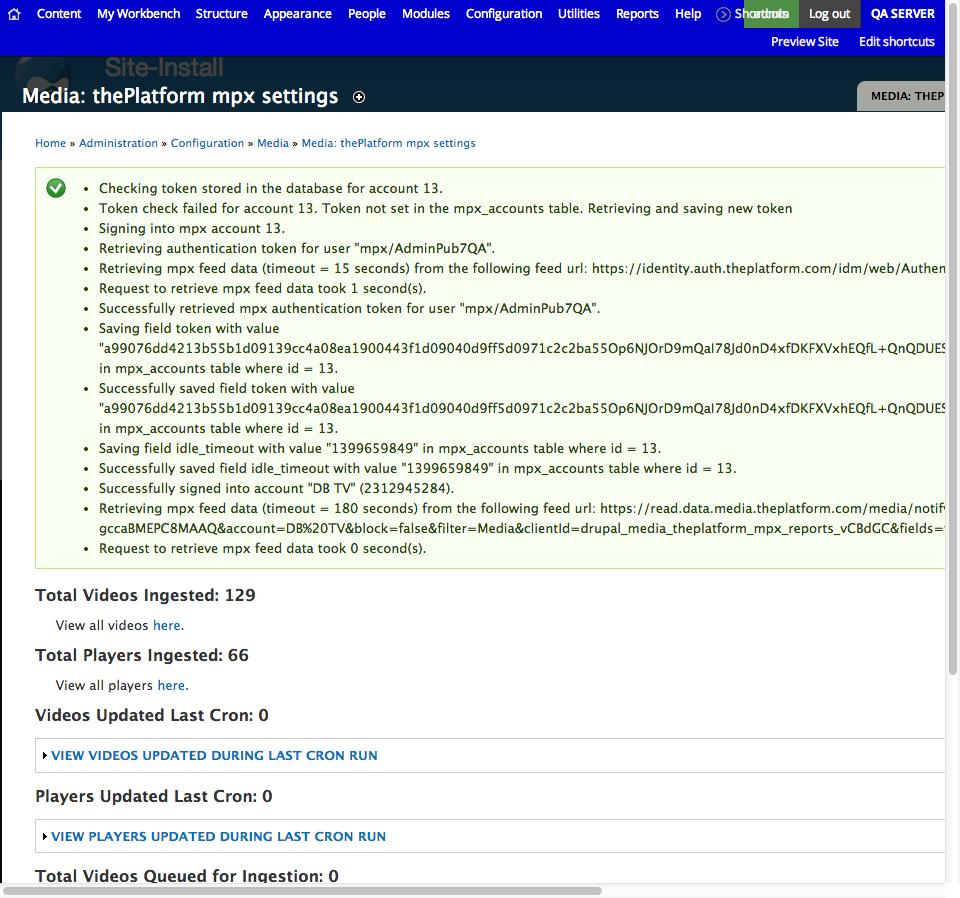 Content My Workbench Structure Appearance People Modules Configuration Utilities Reports Help Shortcuts Log out QA SERVER
Preview Site Edit shortcuts
Site-Install
Media: thePlatform mpx settings
MEDIA: THEP
Home » Administration » Configuration » Media » Media: thePlatform mpx settings
Checking token stored in the database for account 13.
Token check failed for account 13. Token not set in the mpx_accounts table. Retrieving and saving new token
Signing into mpx account 13.
Retrieving authentication token for user "mpx/AdminPub7QA".
Retrieving mpx feed data (timeout = 15 seconds) from the following feed url: https://identity.auth.theplatform.com/idm/web/Authen
Request to retrieve mpx feed data took 1 second(s).
Successfully retrieved mpx authentication token for user "mpx/AdminPub7QA".
Saving field token with value
"a99076dd4213b55b1d09139cc4a08ea1900443f1d09040d9ff5d0971c2c2ba55Op6NJOrD9mQaI78Jd0nD4xfDKFXVxhEQfL+QnQDUES
in mpx_accounts table where id = 13.
Successfully saved field token with value
"a99076dd4213b55b1d09139cc4a08ea1900443f1d09040d9ff5d0971c2c2ba55Op6NJOrD9mQaI78Jd0nD4xfDKFXVxhEQfL+QnQDUES
in mpx_accounts table where id = 13.
Saving field idle_timeout with value "1399659849" in mpx_accounts table where id = 13.
Successfully saved field idle_timeout with value "1399659849" in mpx_accounts table where id = 13.
Successfully signed into account "DB TV" (2312945284).
Retrieving mpx feed data (timeout = 180 seconds) from the following feed url: https://read.data.media.theplatform.com/media/notif
gccaBMEPC8MAAQ&account=DB%20TV&block=false&filter=Media&clientId=drupal_media_theplatform_mpx_reports_vCBdGC&fields=
Request to retrieve mpx feed data took 0 second(s).
Total Videos Ingested: 129
View all videos here.
Total Players Ingested: 66
View all players here.
Videos Updated Last Cron: 0
VIEW VIDEOS UPDATED DURING LAST CRON RUN
Players Updated Last Cron: 0
VIEW PLAYERS UPDATED DURING LAST CRON RUN
Total Videos Queued for Ingestion: 0